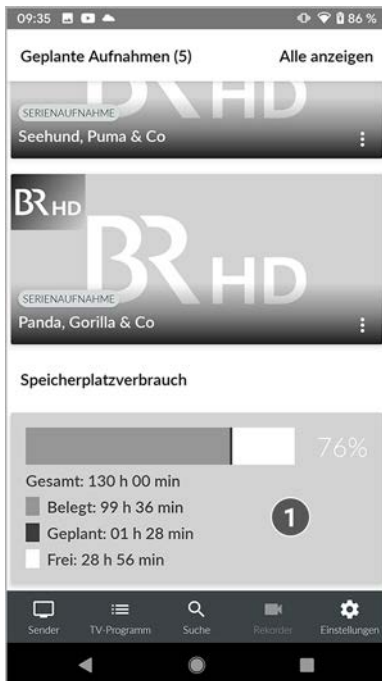 09:35 86 %
Geplante Aufnahmen (5) Alle anzeigen
BR HD
SERIENAUFNAHME
Seehund, Puma & Co
BR HD
BR HD
SERIENAUFNAHME
Panda, Gorilla & Co
Speicherplatzverbrauch
76%
Gesamt: 130 h 00 min
Belegt: 99 h 36 min
Geplant: 01 h 28 min
Frei: 28 h 56 min
1
Sender TV-Programm Suche Rekorder Einstellungen